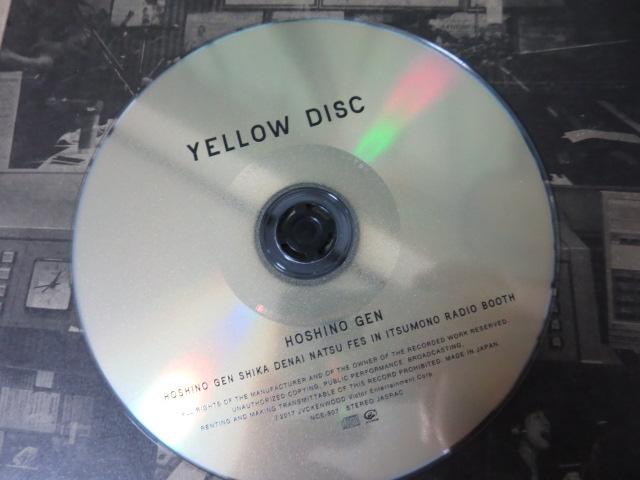 YELLOW DISC
HOSHINO GEN
HOSHINO GEN SHIKA DENAI NATSU FES IN ITSUMONO RADIO BOOTH
ALL RIGHTS OF THE MANUFACTURER AND OF THE OWNER OF THE RECORDED WORK RESERVED.
UNAUTHORIZED COPYING, PUBLIC PERFORMANCE, BROADCASTING,
RENTING AND MAKING TRANSMITTABLE OF THIS RECORD PROHIBITED. MADE IN JAPAN
2017 JVCKENWOOD Victor Entertainment Corp.
STEREO JASRAC